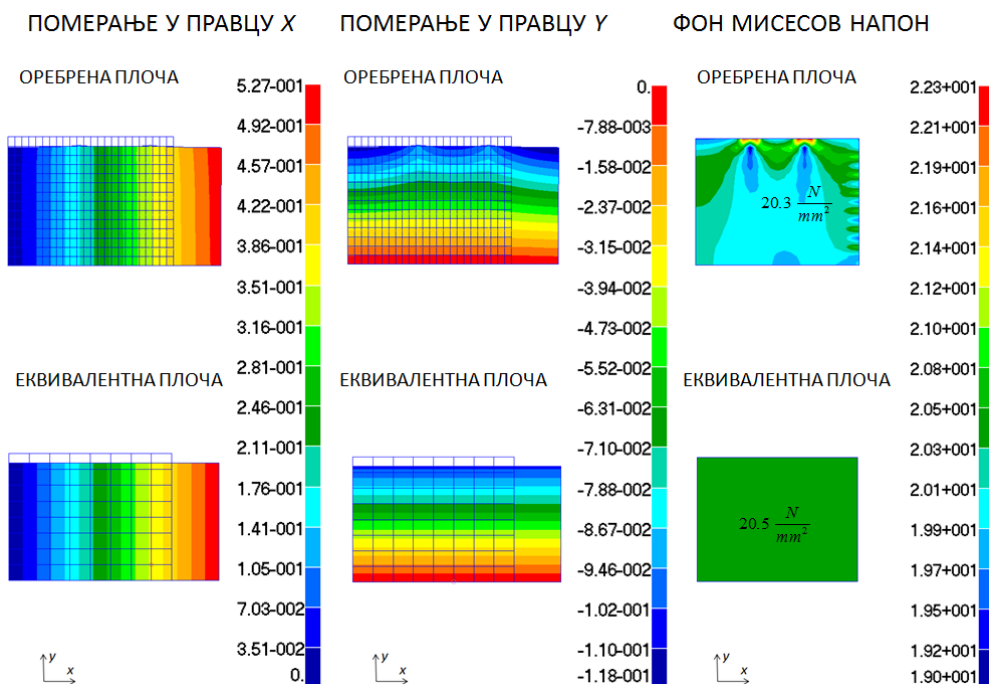 ПОМЕРАЊЕ У ПРАВЦУ X
ПОМЕРАЊЕ У ПРАВЦУ Y
ФОН МИСЕСОВ НАПОН
ОРЕБРЕНА ПЛОЧА
ОРЕБРЕНА ПЛОЧА
ОРЕБРЕНА ПЛОЧА
5.27-001
4.92-001
4.57-001
4.22-001
3.86-001
3.51-001
3.16-001
2.81-001
2.46-001
2.11-001
1.76-001
1.41-001
1.05-001
7.03-002
3.51-002
0.
0.
-7.88-003
-1.58-002
-2.37-002
-3.15-002
-3.94-002
-4.73-002
-5.52-002
-6.31-002
-7.10-002
-7.88-002
-8.67-002
-9.46-002
-1.02-001
-1.10-001
-1.18-001
20.3 N/mm²
2.23+001
2.21+001
2.19+001
2.16+001
2.14+001
2.12+001
2.10+001
2.08+001
2.05+001
2.03+001
2.01+001
1.99+001
1.97+001
1.95+001
1.92+001
1.90+001
ЕКВИВАЛЕНТНА ПЛОЧА
ЕКВИВАЛЕНТНА ПЛОЧА
ЕКВИВАЛЕНТНА ПЛОЧА
20.5 N/mm²
y
x
y
x
y
x